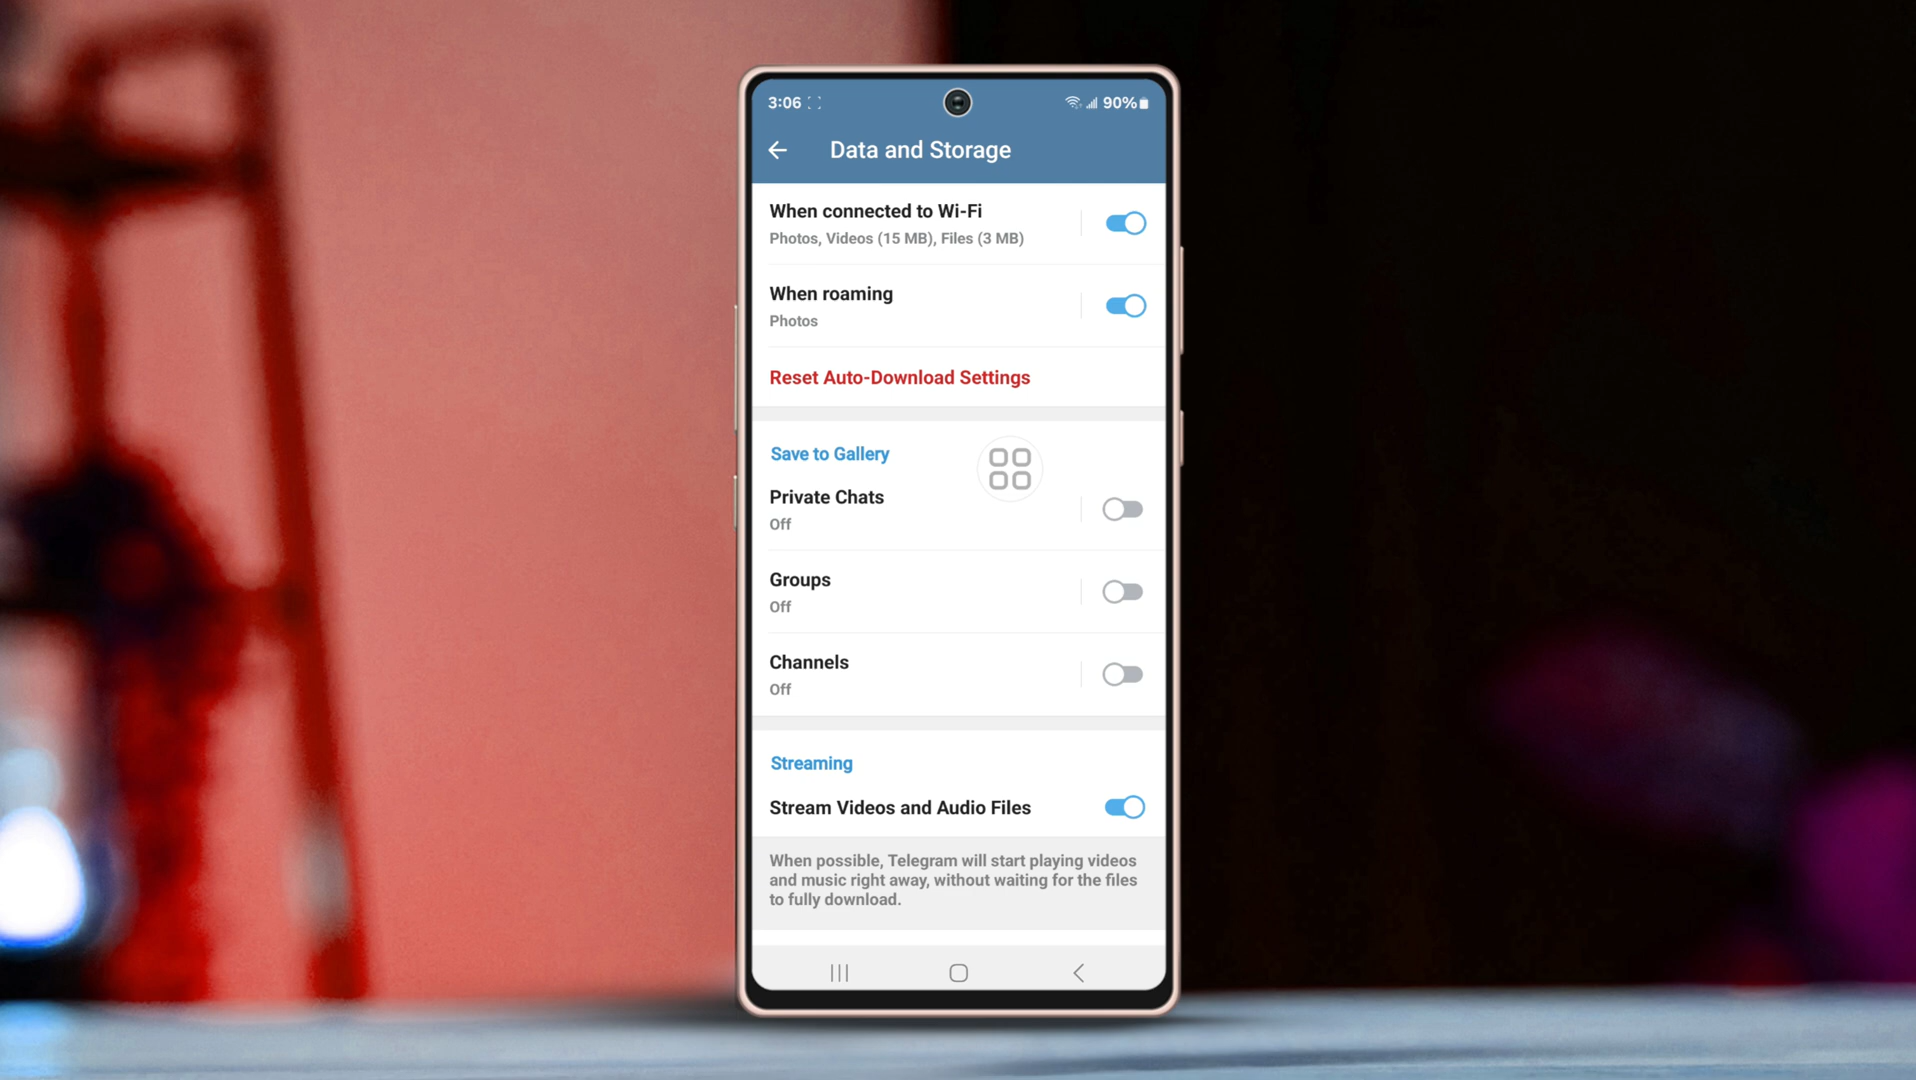 3:06
90%
Data and Storage
When connected to Wi-Fi
Photos, Videos (15 MB), Files (3 MB)
When roaming
Photos
Reset Auto-Download Settings
Save to Gallery
Private Chats
Off
Groups
Off
Channels
Off
Streaming
Stream Videos and Audio Files
When possible, Telegram will start playing videos
and music right away, without waiting for the files
to fully download.